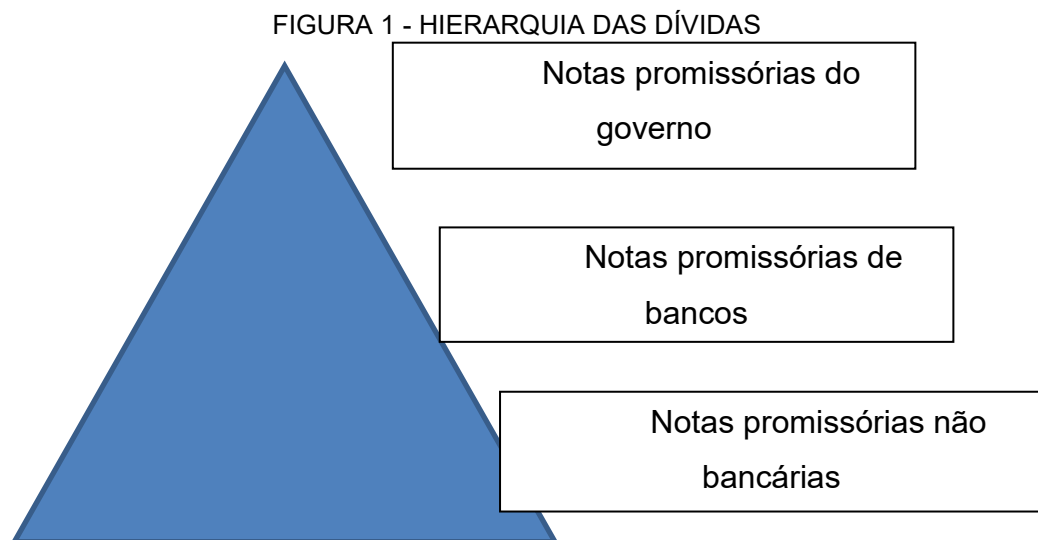 FIGURA 1 - HIERARQUIA DAS DÍVIDAS
Notas promissórias do
governo
Notas promissórias de
bancos
Notas promissórias não
bancárias